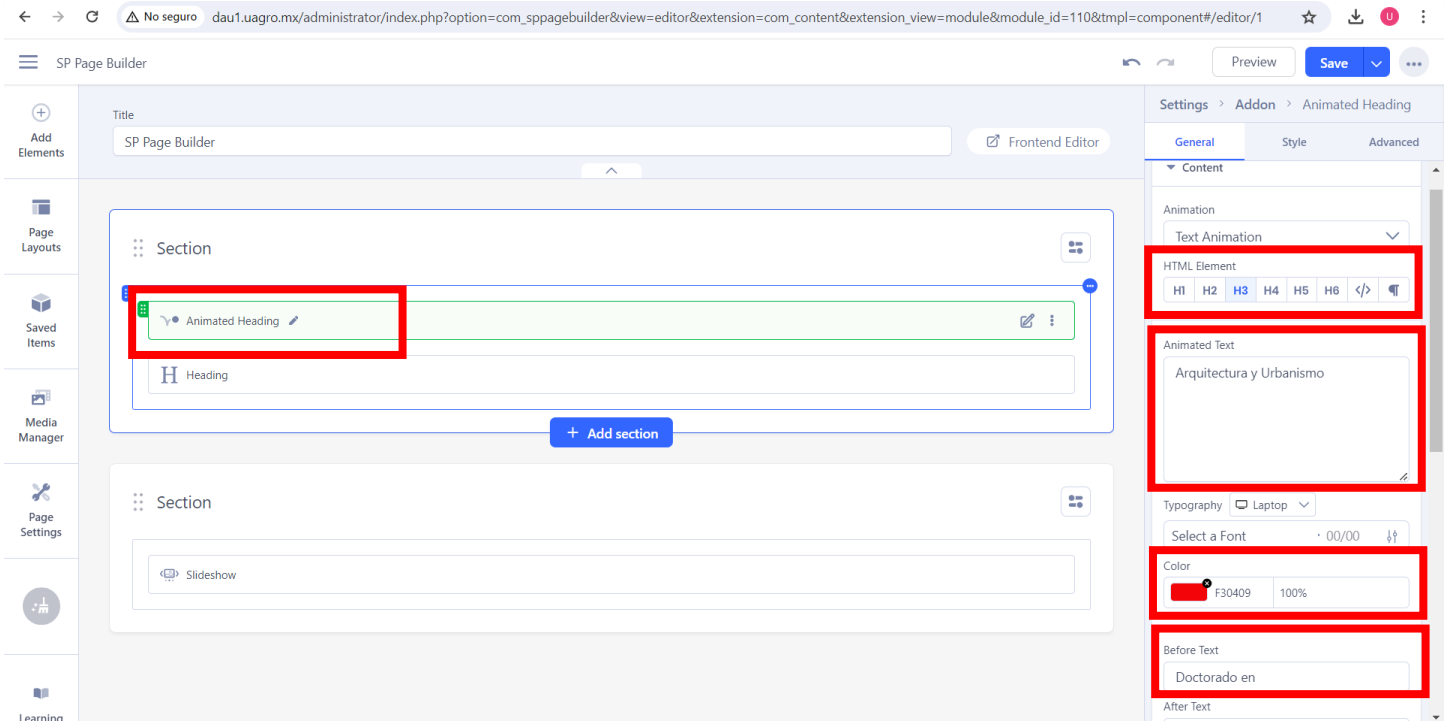 No seguro
dau1.uagro.mx/administrator/index.php?option=com_sppagebuilder&view=editor&extension=com_content&extension_view=module&module_id=110&tmpl=component#/editor/1
U
SP Page Builder
Preview
Save
Add
Elements
Page
Layouts
Saved
Items
Media
Manager
Page
Settings
Learning
Title
SP Page Builder
Frontend Editor
Section
Animated Heading
H Heading
+ Add section
Section
Slideshow
Settings > Addon > Animated Heading
General Style Advanced
Content
Animation
Text Animation
HTML Element
H1 H2 H3 H4 H5 H6 </> ¶
Animated Text
Arquitectura y Urbanismo
Typography Laptop
Select a Font · 00/00
Color
F30409 100%
Before Text
Doctorado en
After Text